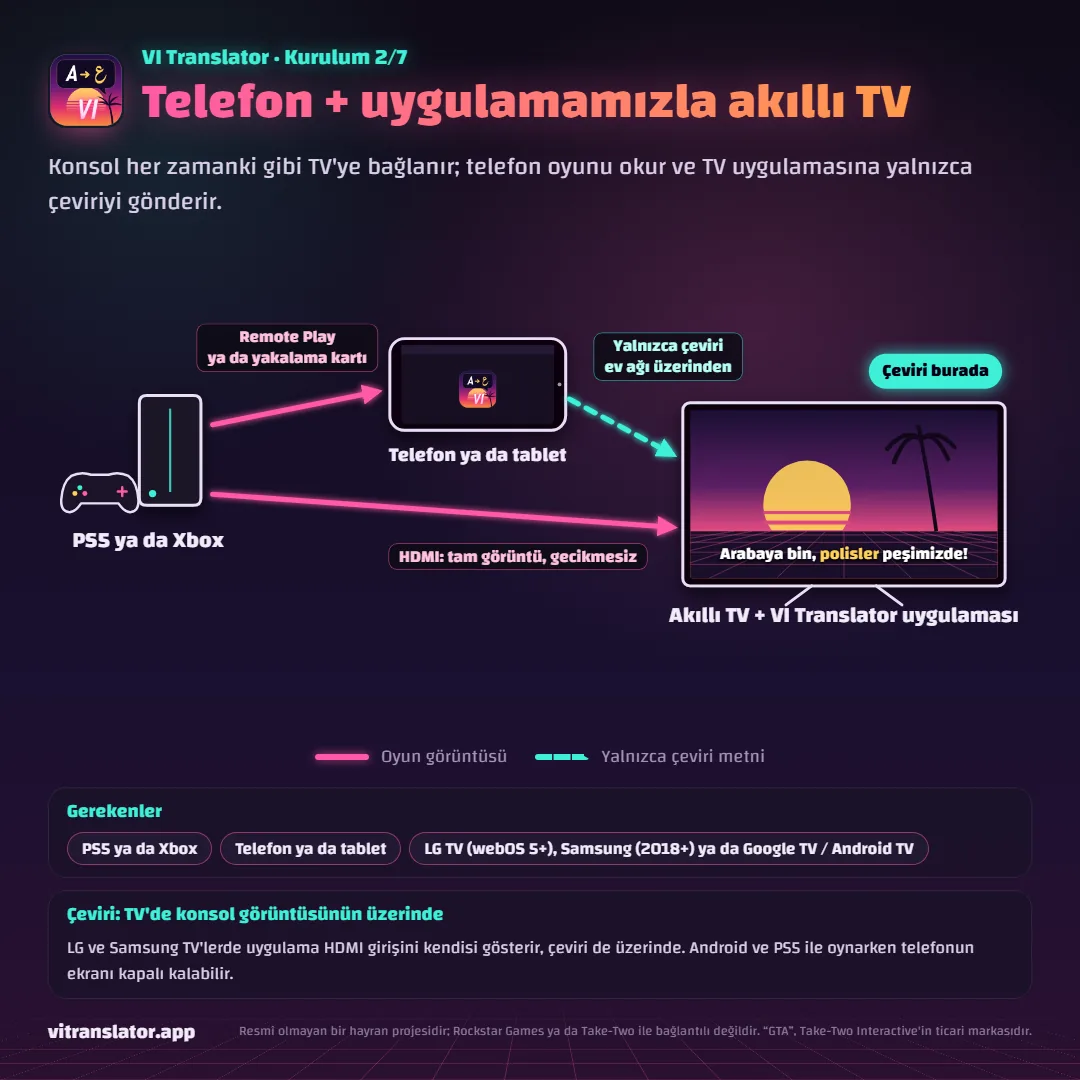 A→ع
VI
VI Translator · Kurulum 2/7
Telefon + uygulamamızla akıllı TV
Konsol her zamanki gibi TV'ye bağlanır; telefon oyunu okur ve TV uygulamasına yalnızca
çeviriyi gönderir.
Remote Play
ya da yakalama kartı
Yalnızca çeviri
ev ağı üzerinden
Çeviri burada
A→ع
VI
Telefon ya da tablet
PS5 ya da Xbox
HDMI: tam görüntü, gecikmesiz
Arabaya bin, polisler peşimizde!
Akıllı TV + VI Translator uygulaması
Oyun görüntüsü
Yalnızca çeviri metni
Gerekenler
PS5 ya da Xbox
Telefon ya da tablet
LG TV (webOS 5+), Samsung (2018+) ya da Google TV / Android TV
Çeviri: TV'de konsol görüntüsünün üzerinde
LG ve Samsung TV'lerde uygulama HDMI girişini kendisi gösterir, çeviri de üzerinde. Android ve PS5 ile oynarken telefonun
ekranı kapalı kalabilir.
vitranslator.app
Resmi olmayan bir hayran projesidir; Rockstar Games ya da Take-Two ile bağlantılı değildir. “GTA”, Take-Two Interactive'in ticari markasıdır.